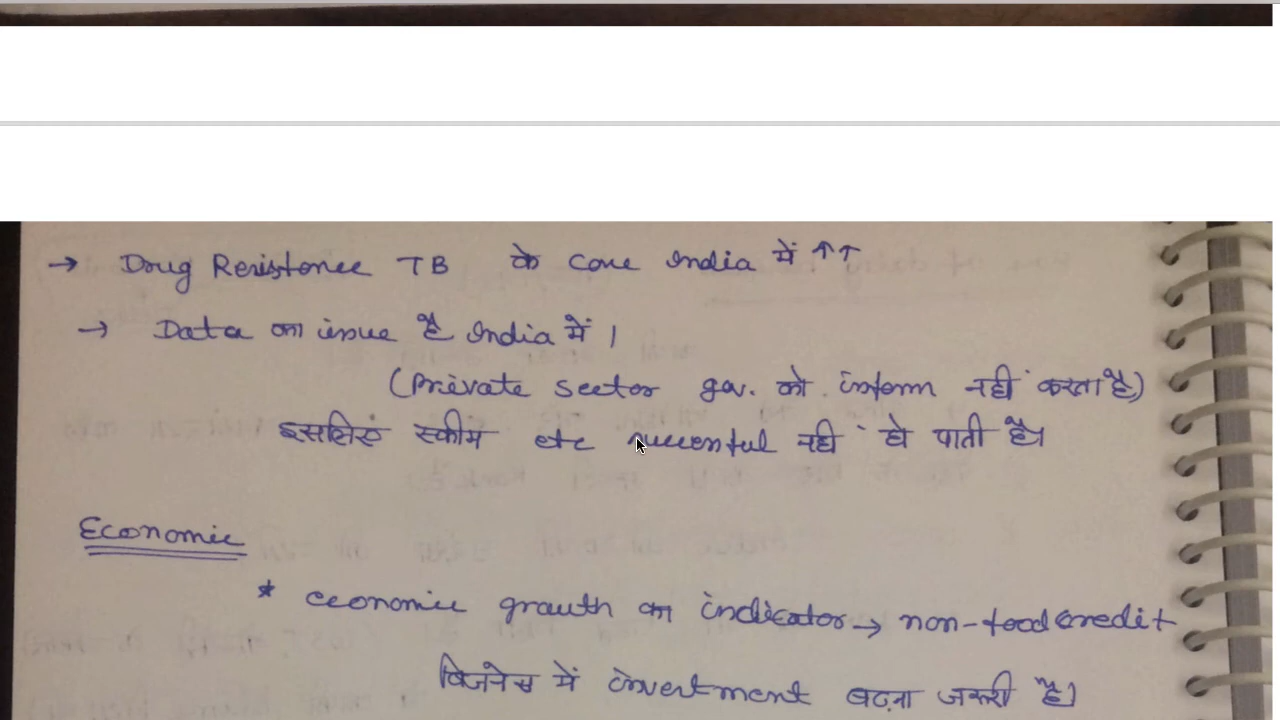 → Drug Resistance TB के case India में ↑↑
→ Data का issue है India में ।
(Private sector gov. को inform नहीं करता है)
इसलिएं स्कीम etc successful नही हो पाती है।
Economic
* economic growth का indicator → non-food credit
बिजनेस में investment बढ़ना जरूरी है।